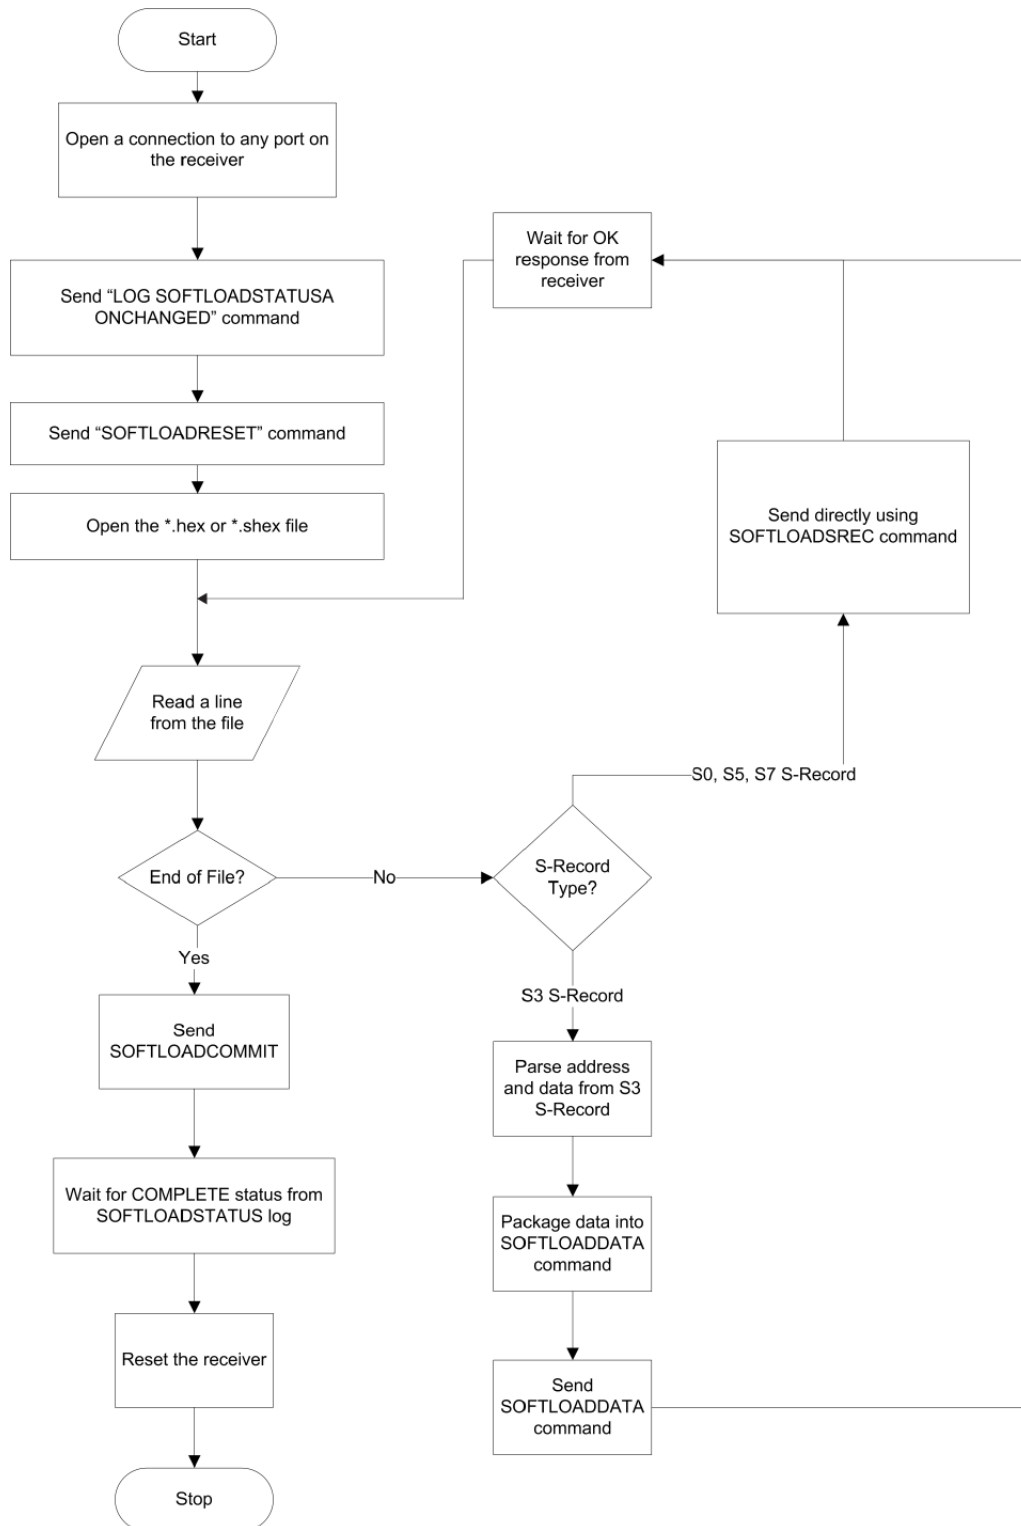 Start
Open a connection to any port on
the receiver
Send “LOG SOFTLOADSTATUSA
ONCHANGED” command
Send “SOFTLOADRESET” command
Open the *.hex or *.shex file
Read a line
from the file
End of File?
No
Yes
Send
SOFTLOADCOMMIT
Wait for COMPLETE status from
SOFTLOADSTATUS log
Reset the receiver
Stop
Wait for OK
response from
receiver
Send directly using
SOFTLOADSREC command
S0, S5, S7 S-Record
S-Record
Type?
S3 S-Record
Parse address
and data from S3
S-Record
Package data into
SOFTLOADDATA
command
Send
SOFTLOADDATA
command